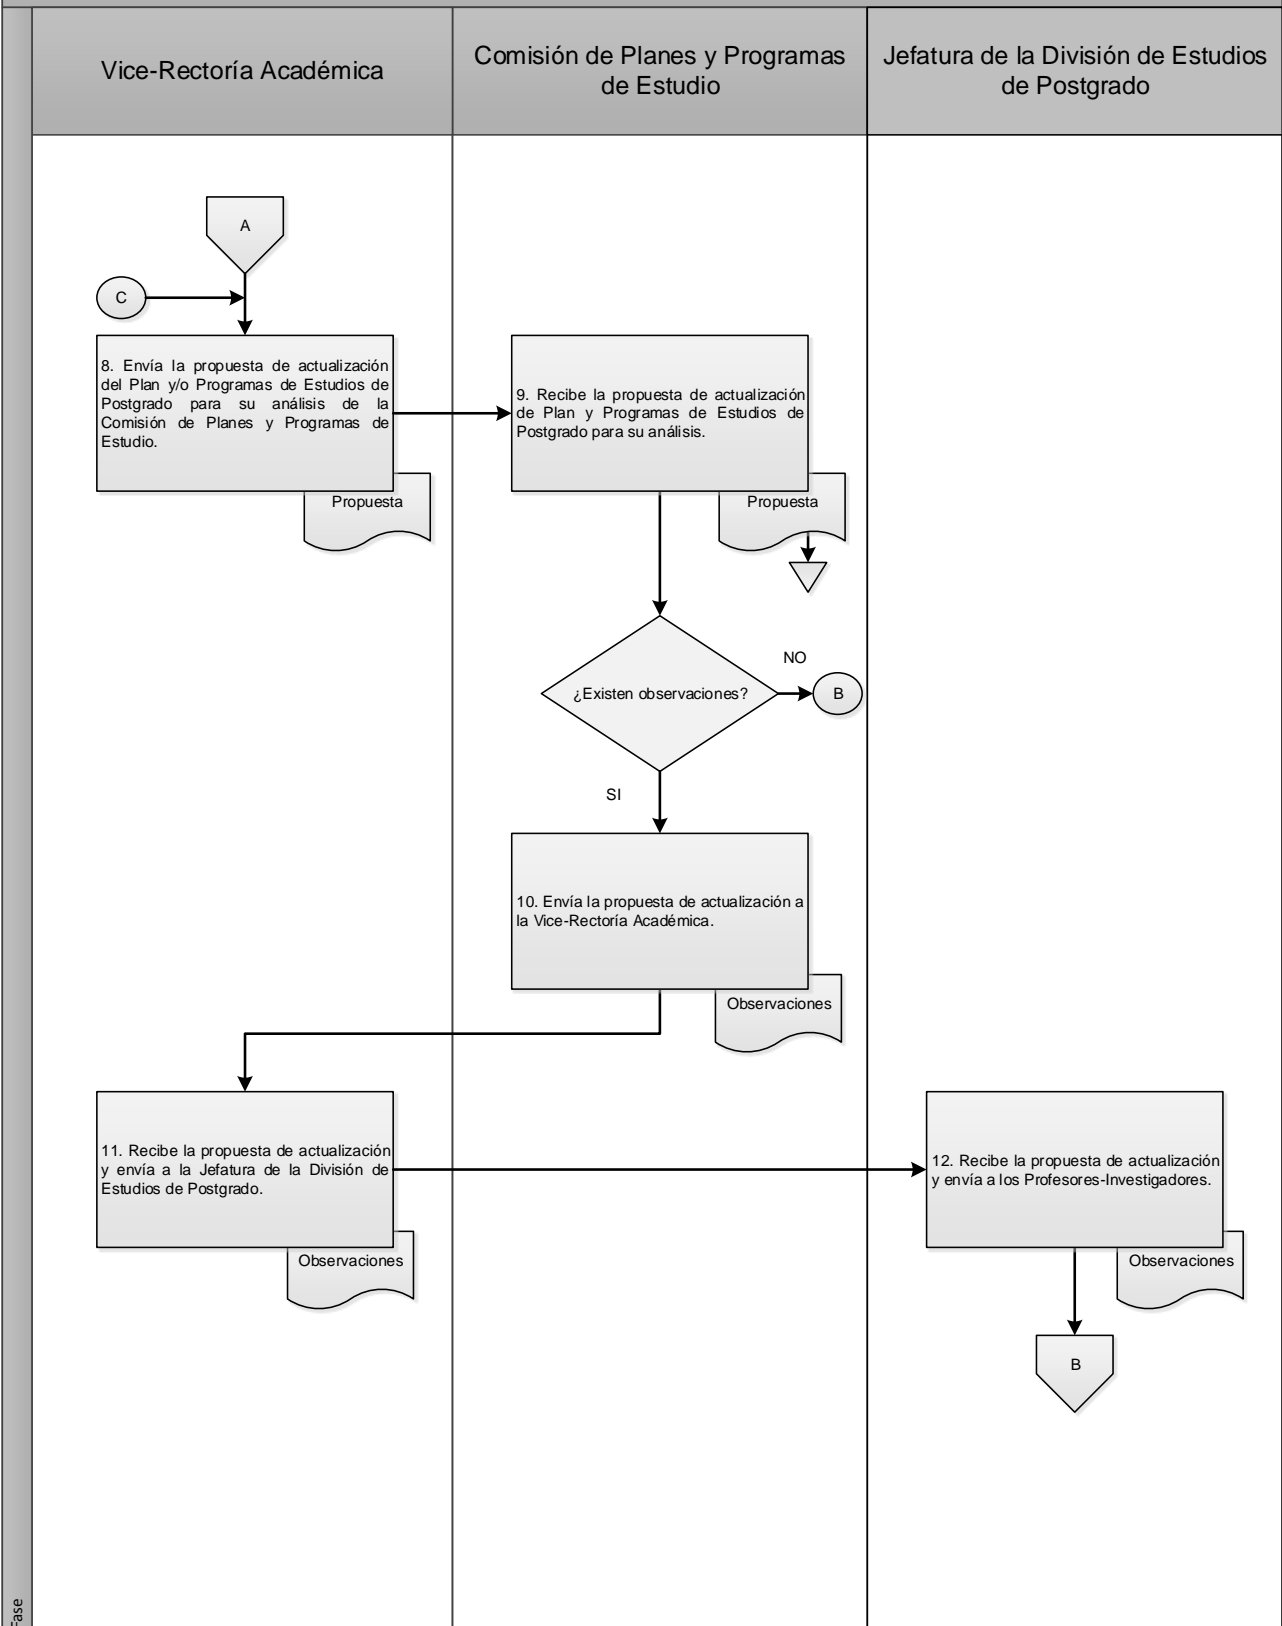 Vice-Rectoría Académica
Comisión de Planes y Programas
de Estudio
Jefatura de la División de Estudios
de Postgrado
A
C
8. Envía la propuesta de actualización
del Plan y/o Programas de Estudios de
Postgrado para su análisis de la
Comisión de Planes y Programas de
Estudio.
Propuesta
9. Recibe la propuesta de actualización
de Plan y Programas de Estudios de
Postgrado para su análisis.
Propuesta
¿Existen observaciones?
NO
B
SI
10. Envía la propuesta de actualización a
la Vice-Rectoría Académica.
Observaciones
11. Recibe la propuesta de actualización
y envía a la Jefatura de la División de
Estudios de Postgrado.
Observaciones
12. Recibe la propuesta de actualización
y envía a los Profesores-Investigadores.
Observaciones
B
Fase